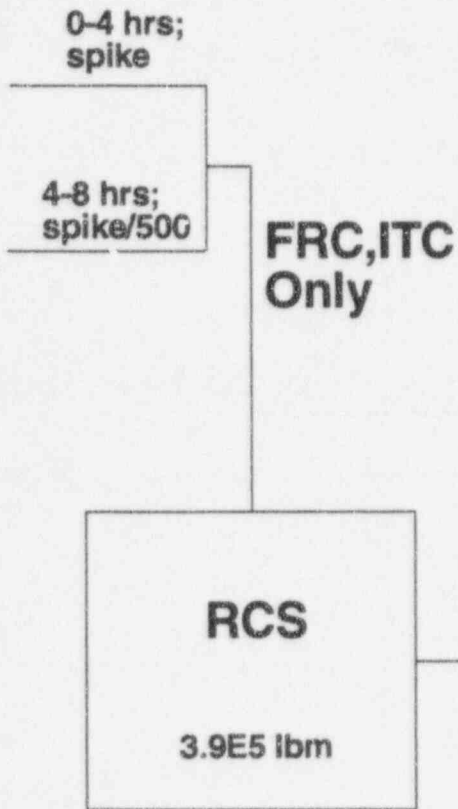 0-4 hrs;
spike
4-8 hrs;
spike/500
FRC,ITC
Only
RCS
3.9E5 lbm